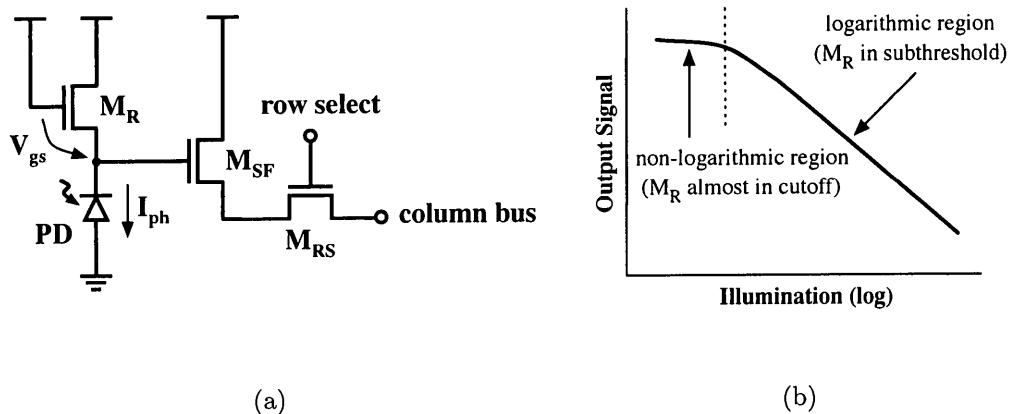 M_R
V_gs
I_ph
PD
M_SF
row select
M_RS
column bus
(a)
logarithmic region
(M_R in subthreshold)
non-logarithmic region
(M_R almost in cutoff)
Output Signal
Illumination (log)
(b)